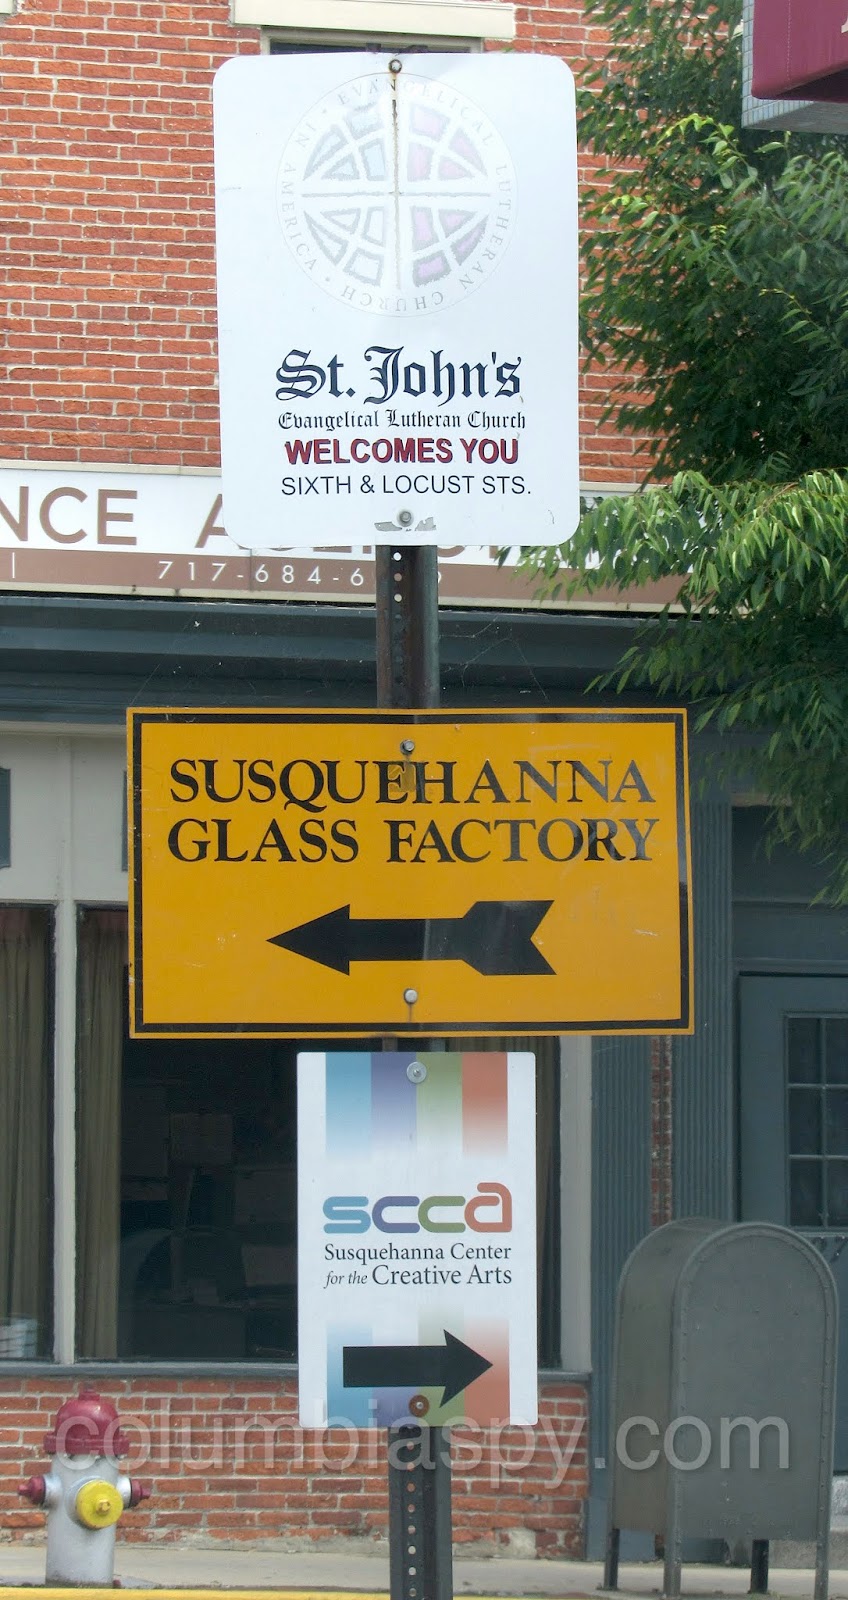 · EVANGELICAL LUTHERAN CHURCH · IN AMERICA
St. John's
Evangelical Lutheran Church
WELCOMES YOU
SIXTH & LOCUST STS.
717-684-6
SUSQUEHANNA
GLASS FACTORY
scca
Susquehanna Center
for the Creative Arts
columbiaspy.com